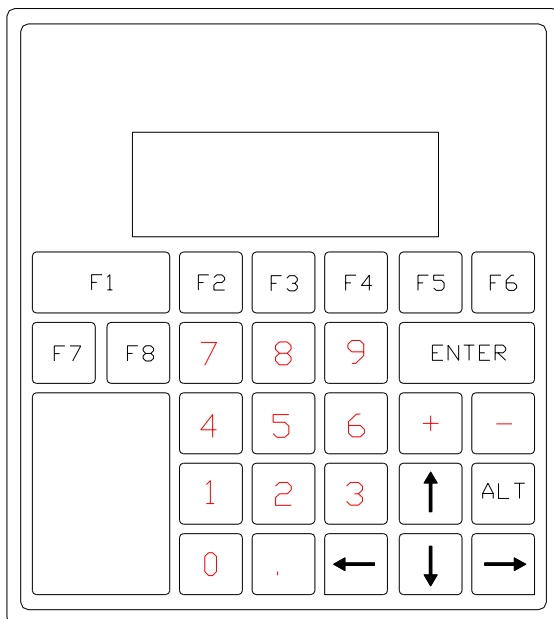 F1 F2 F3 F4 F5 F6
F7 F8 7 8 9 ENTER
4 5 6 + -
1 2 3 ↑ ALT
0 . ← ↓ →